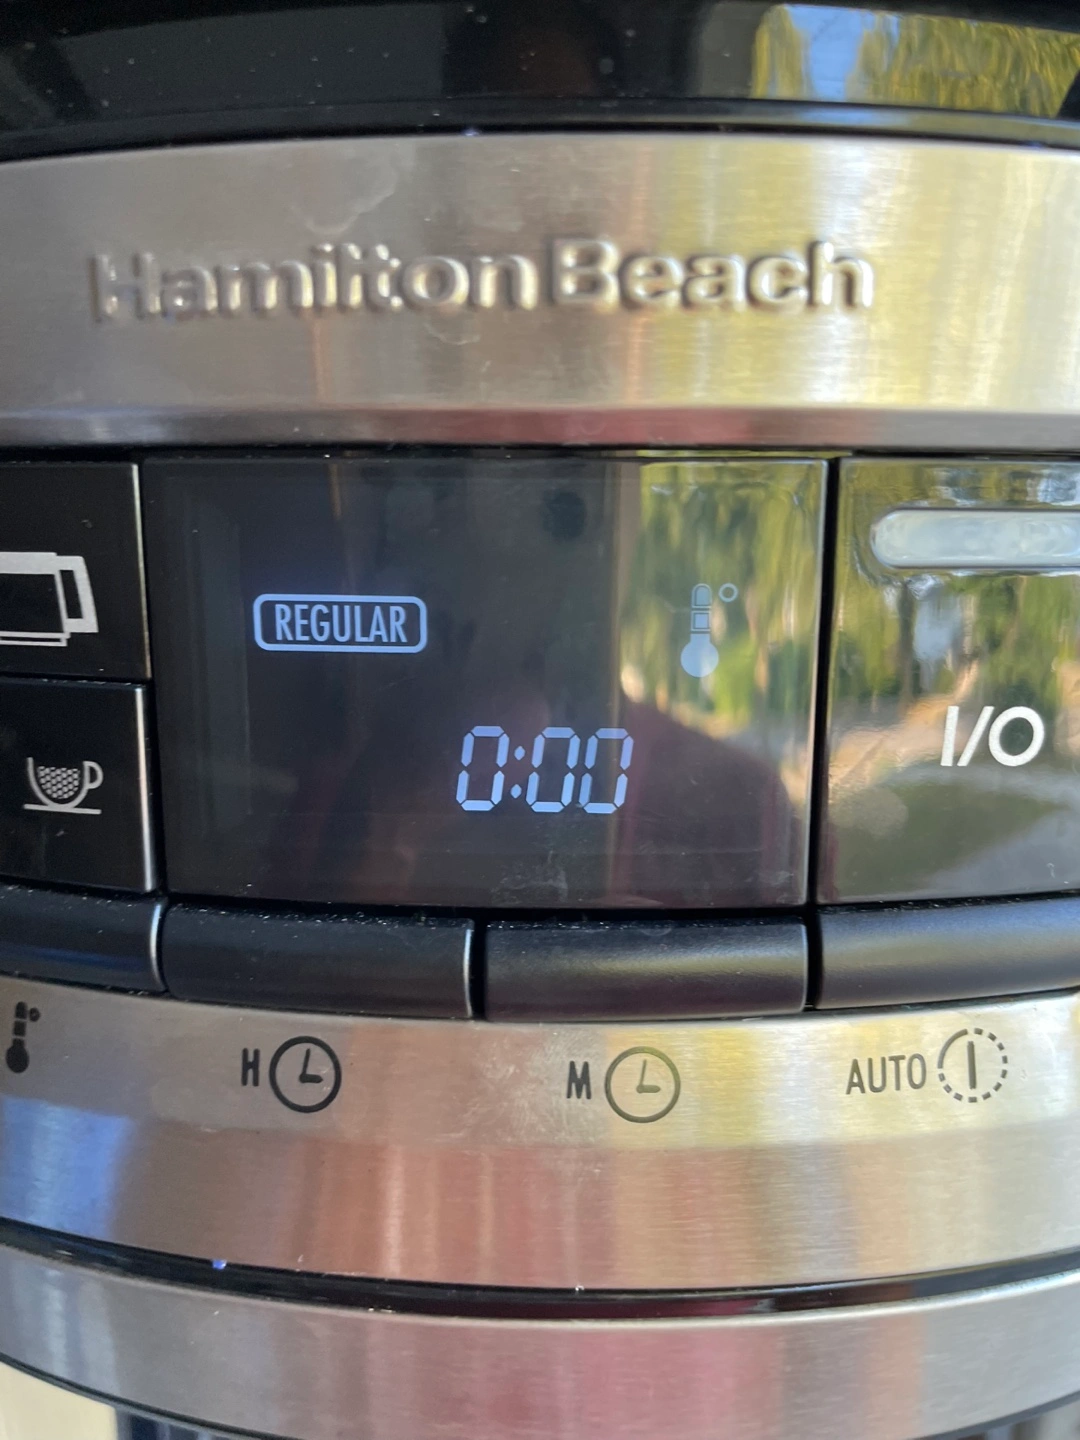 Hamilton Beach
REGULAR
0:00
I/O
H
M
AUTO